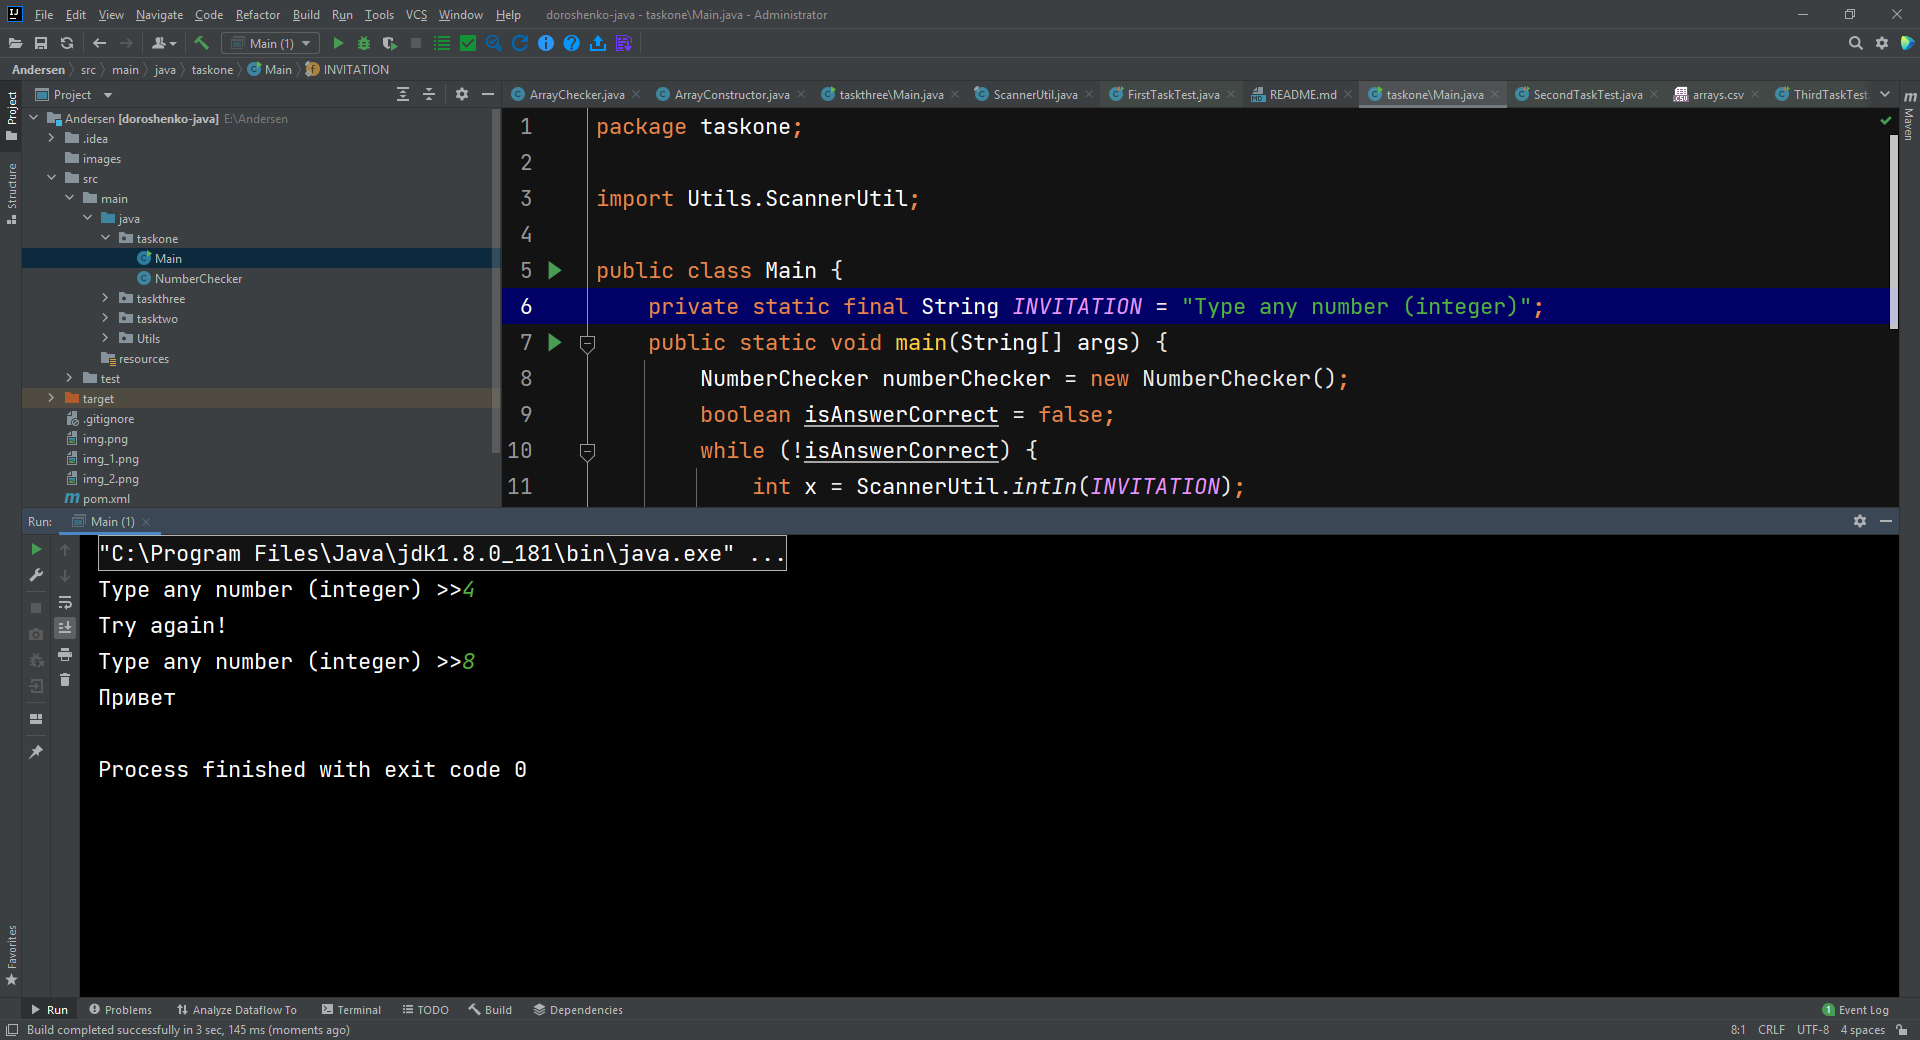 File Edit View Navigate Code Refactor Build Run Tools VCS Window Help doroshenko-java - taskone\Main.java - Administrator
Main (1)
Andersen src main java taskone Main INVITATION
Project
ArrayChecker.java ArrayConstructor.java taskthree\Main.java ScannerUtil.java FirstTaskTest.java README.md taskone\Main.java SecondTaskTest.java arrays.csv ThirdTaskTest
Project
Structure
Favorites
Maven
Andersen [doroshenko-java] E:\Andersen
.idea
images
src
main
java
taskone
Main
NumberChecker
taskthree
tasktwo
Utils
resources
test
target
.gitignore
img.png
img_1.png
img_2.png
pom.xml
1 package taskone;
2
3 import Utils.ScannerUtil;
4
5 public class Main {
6 private static final String INVITATION = "Type any number (integer)";
7 public static void main(String[] args) {
8 NumberChecker numberChecker = new NumberChecker();
9 boolean isAnswerCorrect = false;
10 while (!isAnswerCorrect) {
11 int x = ScannerUtil.intIn(INVITATION);
Run: Main (1)
"C:\Program Files\Java\jdk1.8.0_181\bin\java.exe" ...
Type any number (integer) >>4
Try again!
Type any number (integer) >>8
Привет
Process finished with exit code 0
Run Problems Analyze Dataflow To Terminal TODO Build Dependencies 1 Event Log
Build completed successfully in 3 sec, 145 ms (moments ago) 8:1 CRLF UTF-8 4 spaces